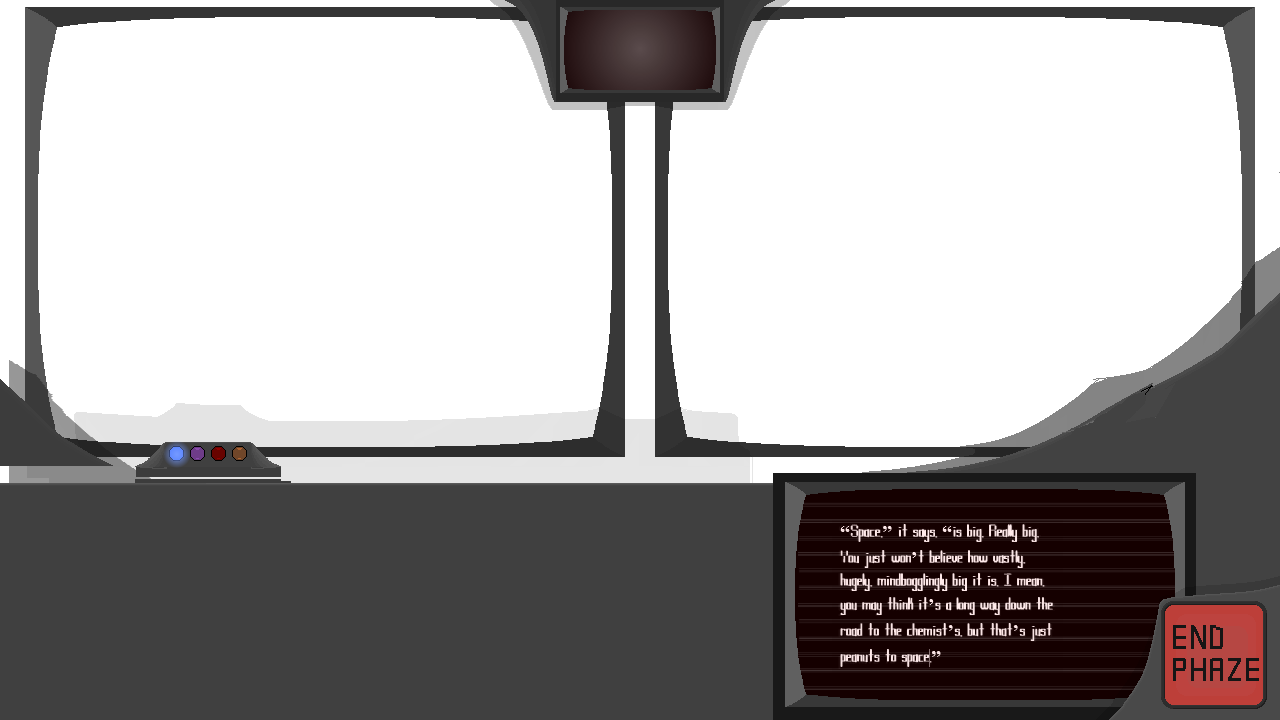 “Space,” it says, “is big. Really big.
You just won’t believe how vastly,
hugely, mindbogglingly big it is. I mean,
you may think it’s a long way down the
road to the chemist’s, but that’s just
peanuts to space.”
END
PHAZE